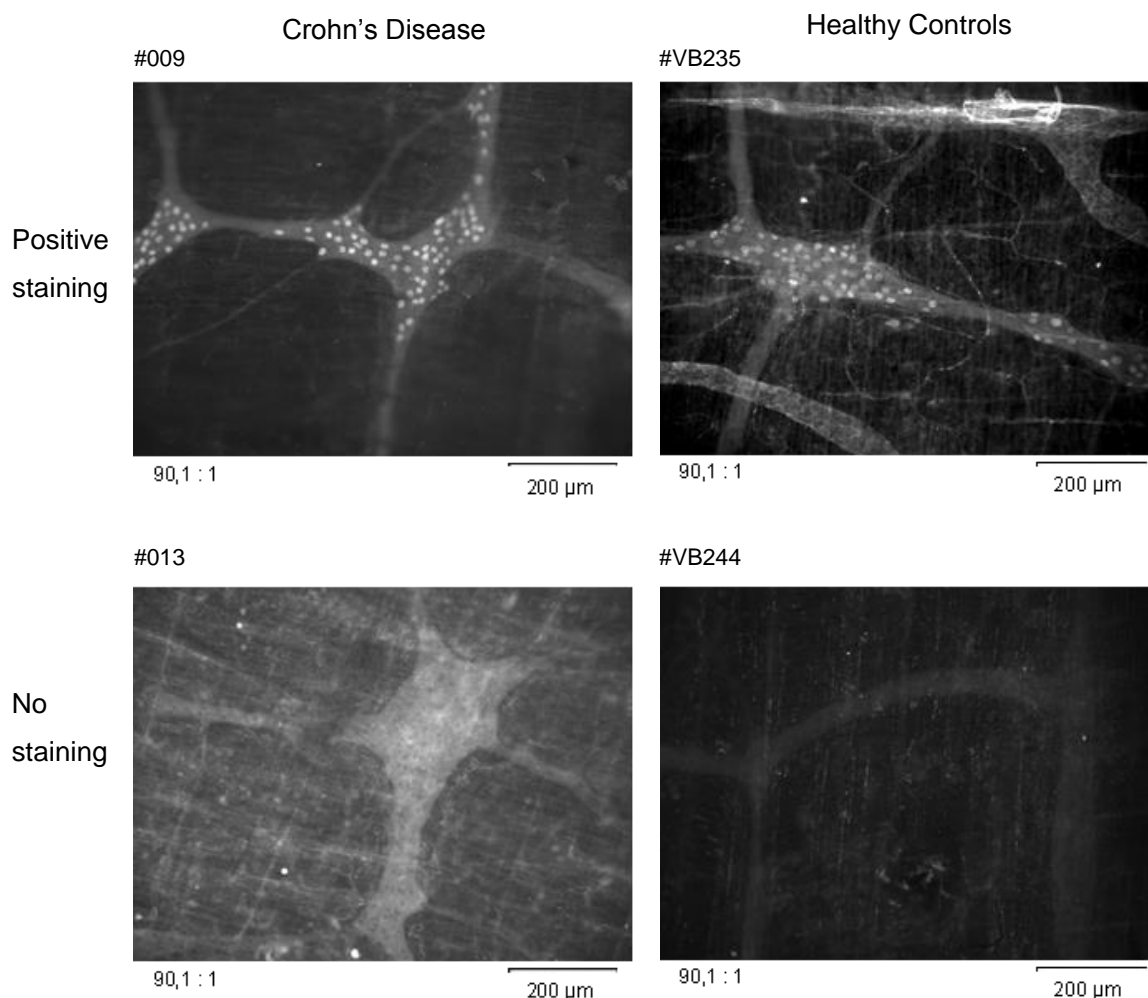 Crohn's Disease
Healthy Controls
#009
#VB235
Positive
staining
90,1 : 1
200 µm
90,1 : 1
200 µm
#013
#VB244
No
staining
90,1 : 1
200 µm
90,1 : 1
200 µm